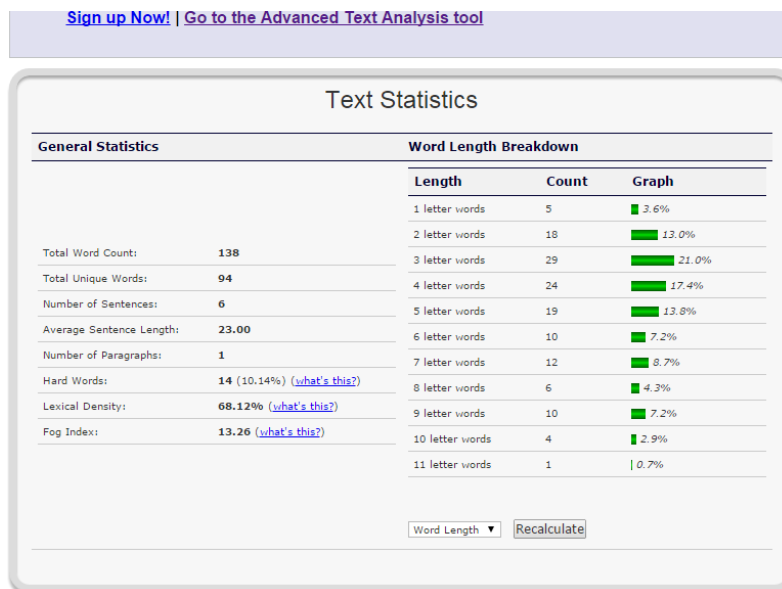 Sign up Now! | Go to the Advanced Text Analysis tool
Text Statistics
General Statistics
Total Word Count: 138
Total Unique Words: 94
Number of Sentences: 6
Average Sentence Length: 23.00
Number of Paragraphs: 1
Hard Words: 14 (10.14%) (what's this?)
Lexical Density: 68.12% (what's this?)
Fog Index: 13.26 (what's this?)
Word Length Breakdown
Length Count Graph
1 letter words 5 3.6%
2 letter words 18 13.0%
3 letter words 29 21.0%
4 letter words 24 17.4%
5 letter words 19 13.8%
6 letter words 10 7.2%
7 letter words 12 8.7%
8 letter words 6 4.3%
9 letter words 10 7.2%
10 letter words 4 2.9%
11 letter words 1 0.7%
Word Length ▼ Recalculate